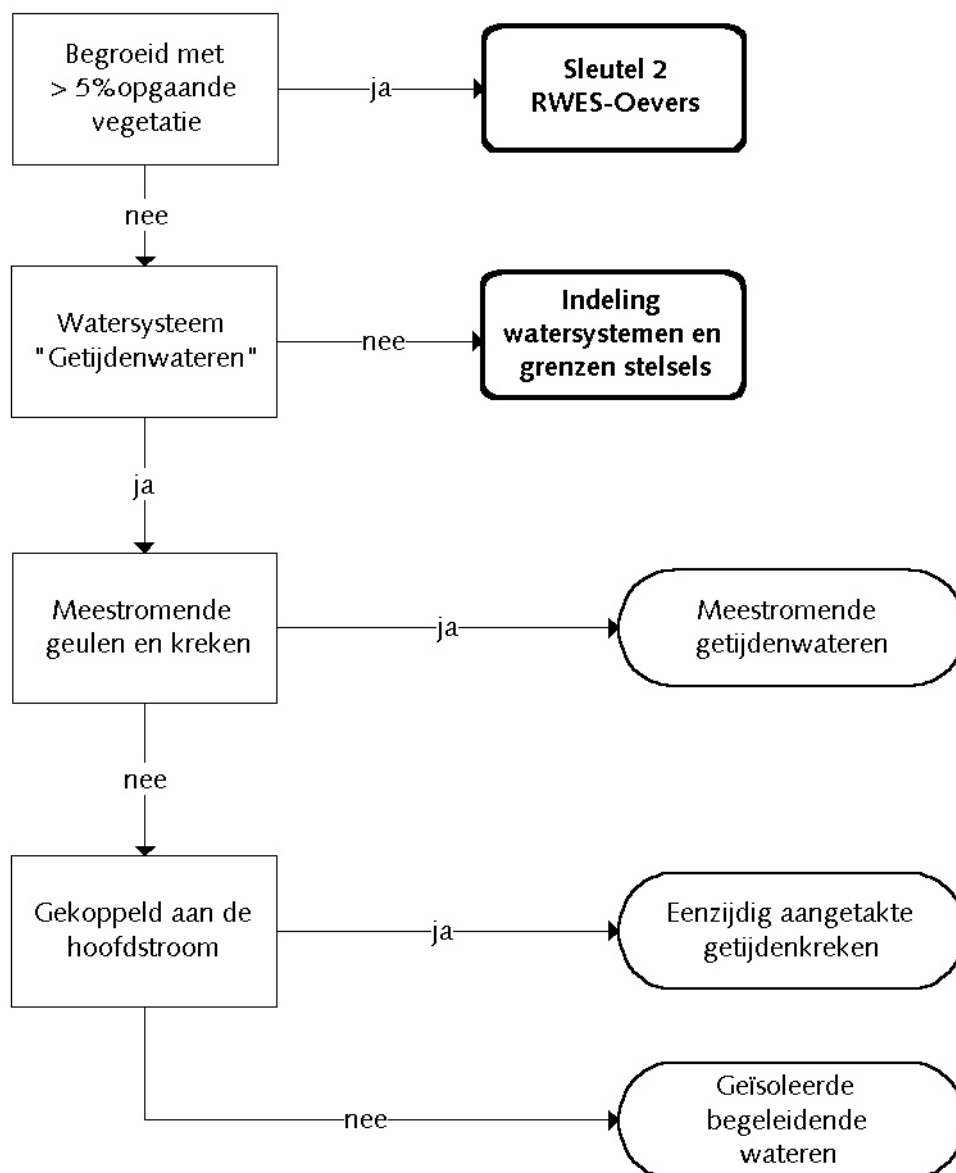 Begroeid met
> 5%opgaande
vegetatie
ja
Sleutel 2
RWES-Oevers
nee
Watersysteem
"Getijdenwateren"
nee
Indeling
watersystemen en
grenzen stelsels
ja
Meestromende
geulen en kreken
ja
Meestromende
getijdenwateren
nee
Gekoppeld aan de
hoofdstroom
ja
Eenzijdig aangetakte
getijdenkreken
nee
Geïsoleerde
begeleidende
wateren